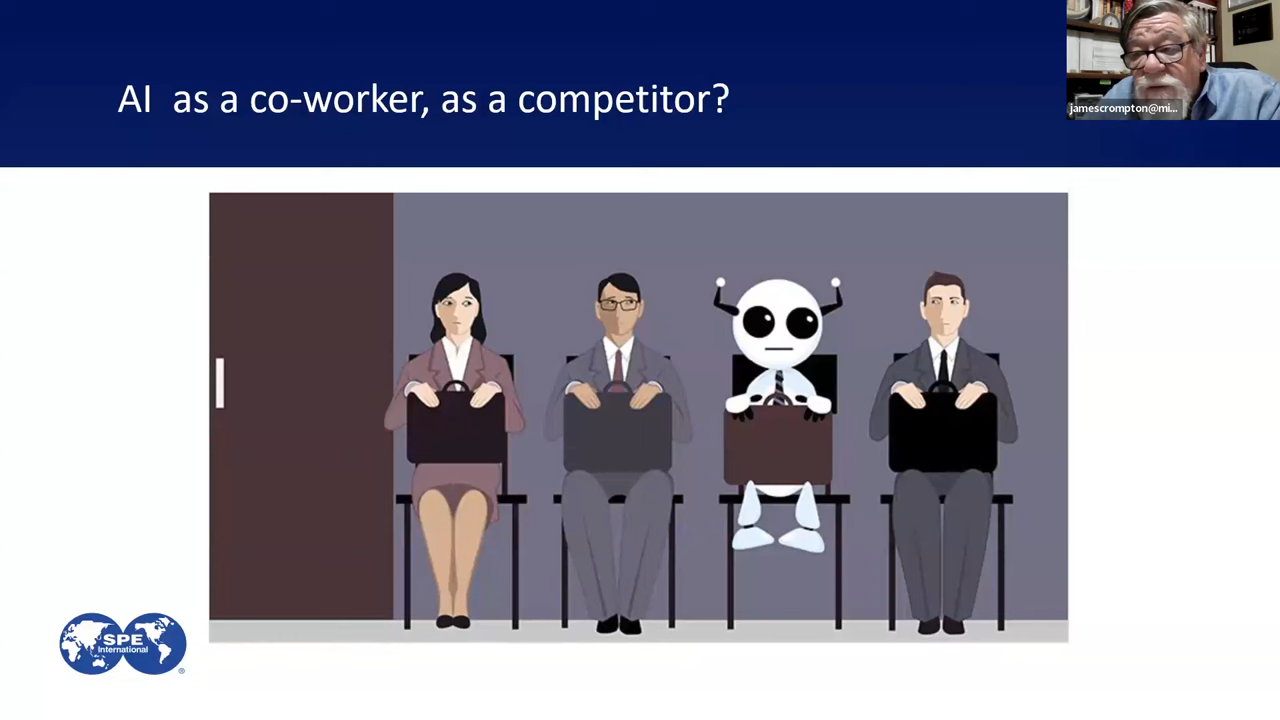 AI  as a co-worker, as a competitor?
jamescrompton@mi...
SPE
International
®